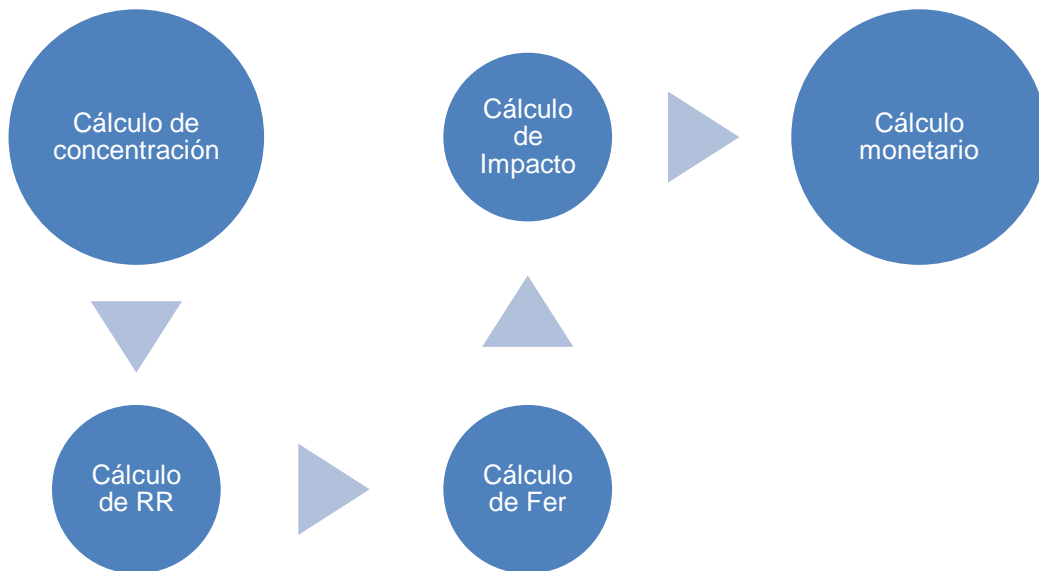 Cálculo de
concentración
Cálculo
de RR
Cálculo
de Fer
Cálculo
de
Impacto
Cálculo
monetario